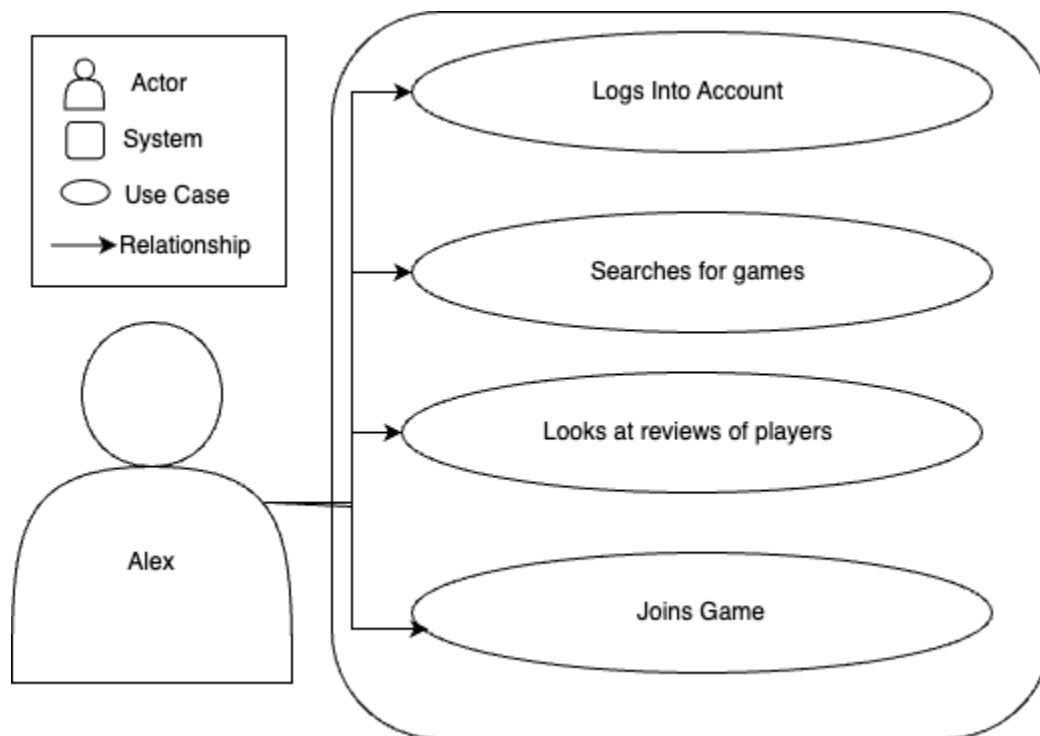 Actor
System
Use Case
Relationship
Logs Into Account
Searches for games
Looks at reviews of players
Joins Game
Alex